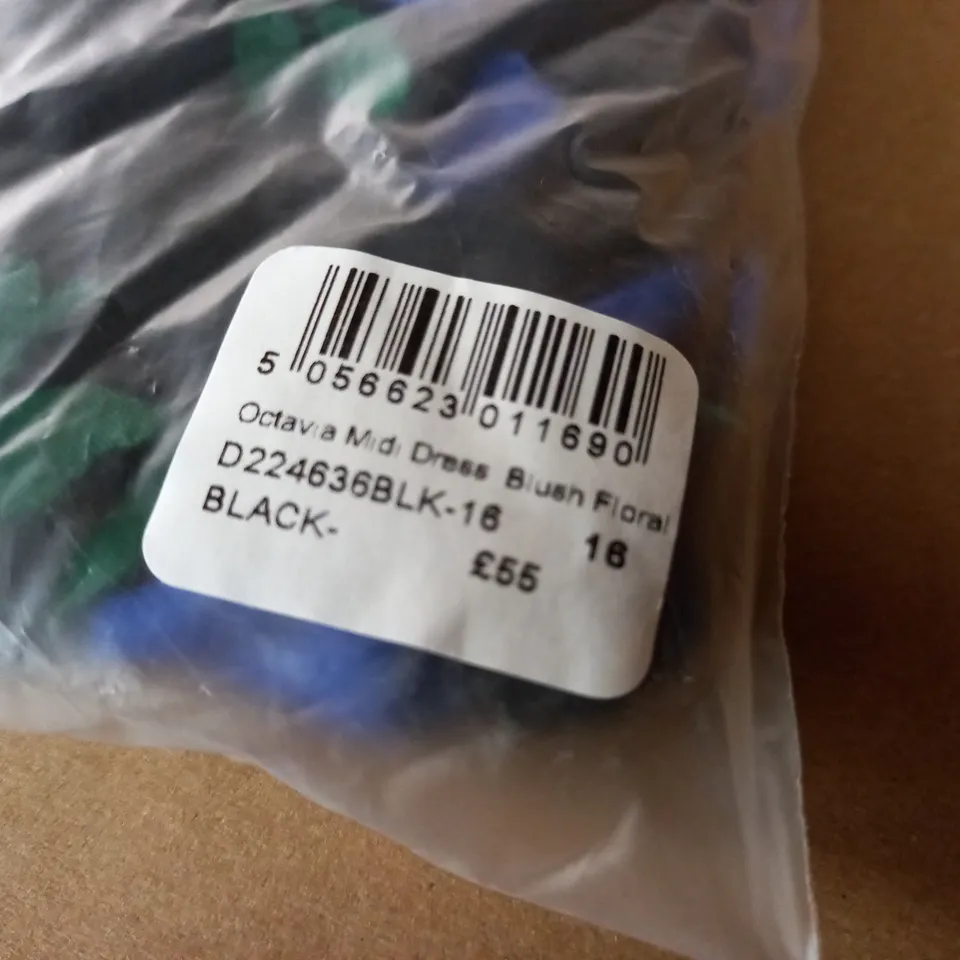 5 056623 011690
Octavia Midi Dress Blush Floral
D224636BLK-16 16
BLACK-
£55